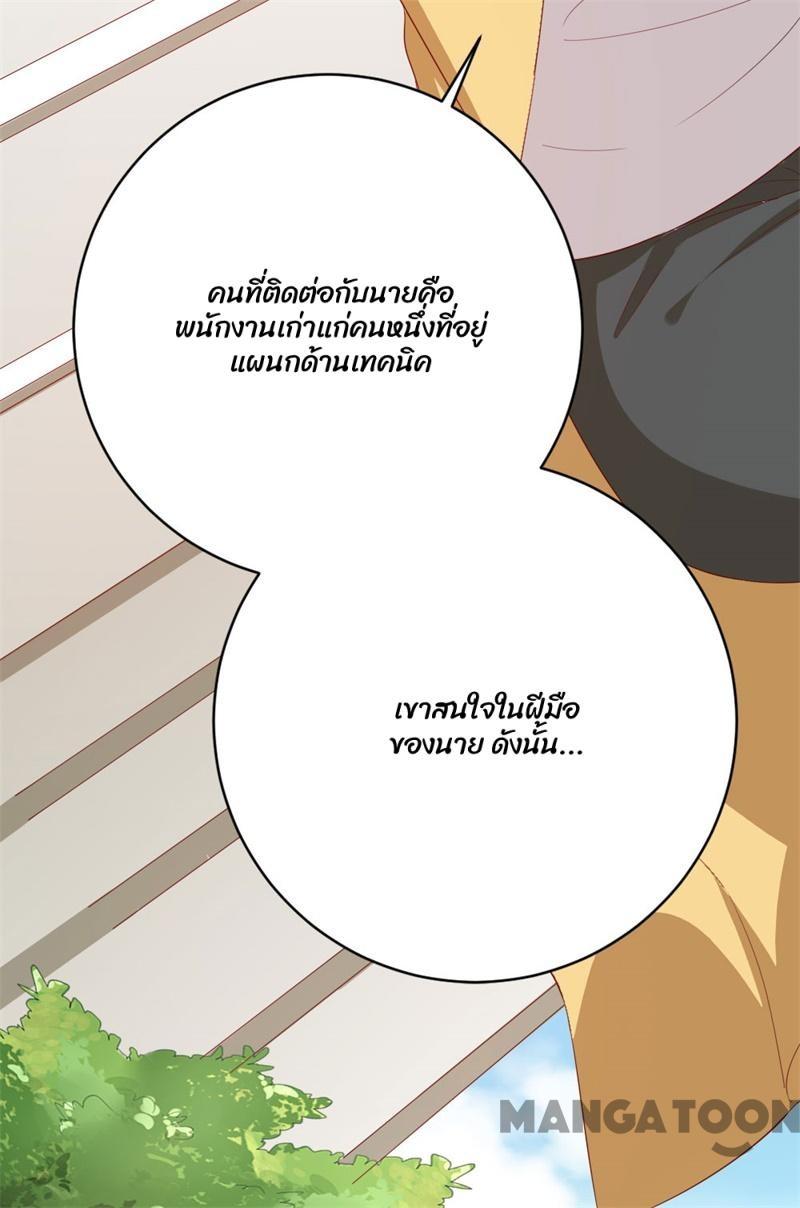 คนที่ติดต่อกับนายคือ
พนักงานเก่าแก่คนหนึ่งที่อยู่
แผนกด้านเทคนิค
เขาสนใจในฝีมือ
ของนาย ดังนั้น...
MANGATOON